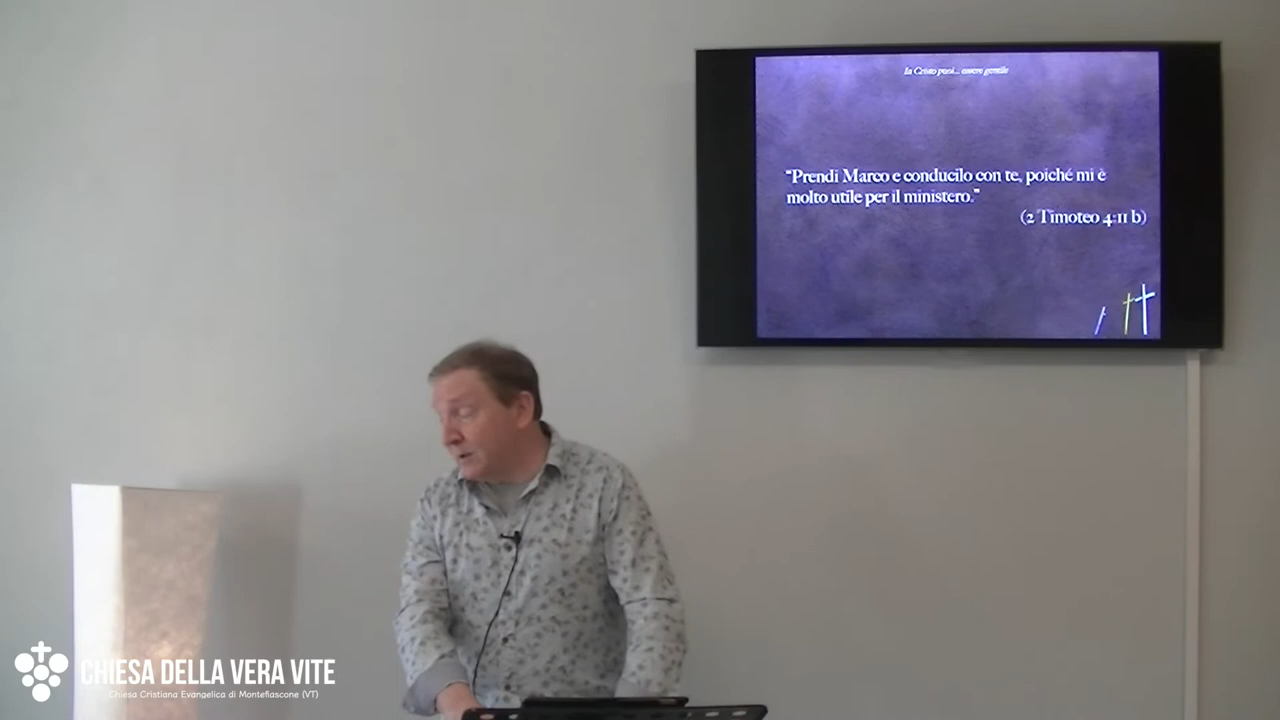 In Cristo puoi... essere gentile
“Prendi Marco e conducilo con te, poiché mi è
molto utile per il ministero.”
(2 Timoteo 4:11 b)
CHIESA DELLA VERA VITE
Chiesa Cristiana Evangelica di Montefiascone (VT)